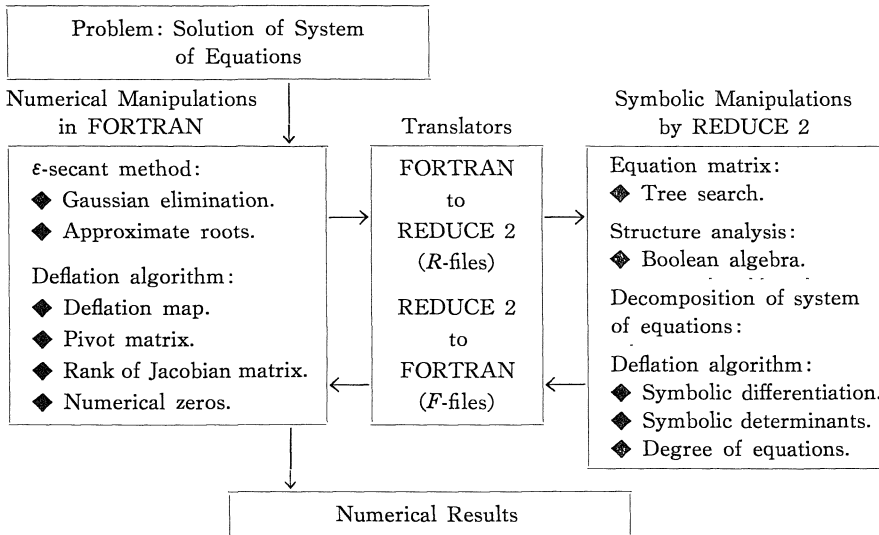 Problem: Solution of System
of Equations
Numerical Manipulations
in FORTRAN
ε-secant method:
◆ Gaussian elimination.
◆ Approximate roots.
Deflation algorithm:
◆ Deflation map.
◆ Pivot matrix.
◆ Rank of Jacobian matrix.
◆ Numerical zeros.
Translators
FORTRAN
to
REDUCE 2
(R-files)
REDUCE 2
to
FORTRAN
(F-files)
Symbolic Manipulations
by REDUCE 2
Equation matrix:
◆ Tree search.
Structure analysis:
◆ Boolean algebra.
Decomposition of system
of equations:
Deflation algorithm:
◆ Symbolic differentiation.
◆ Symbolic determinants.
◆ Degree of equations.
Numerical Results